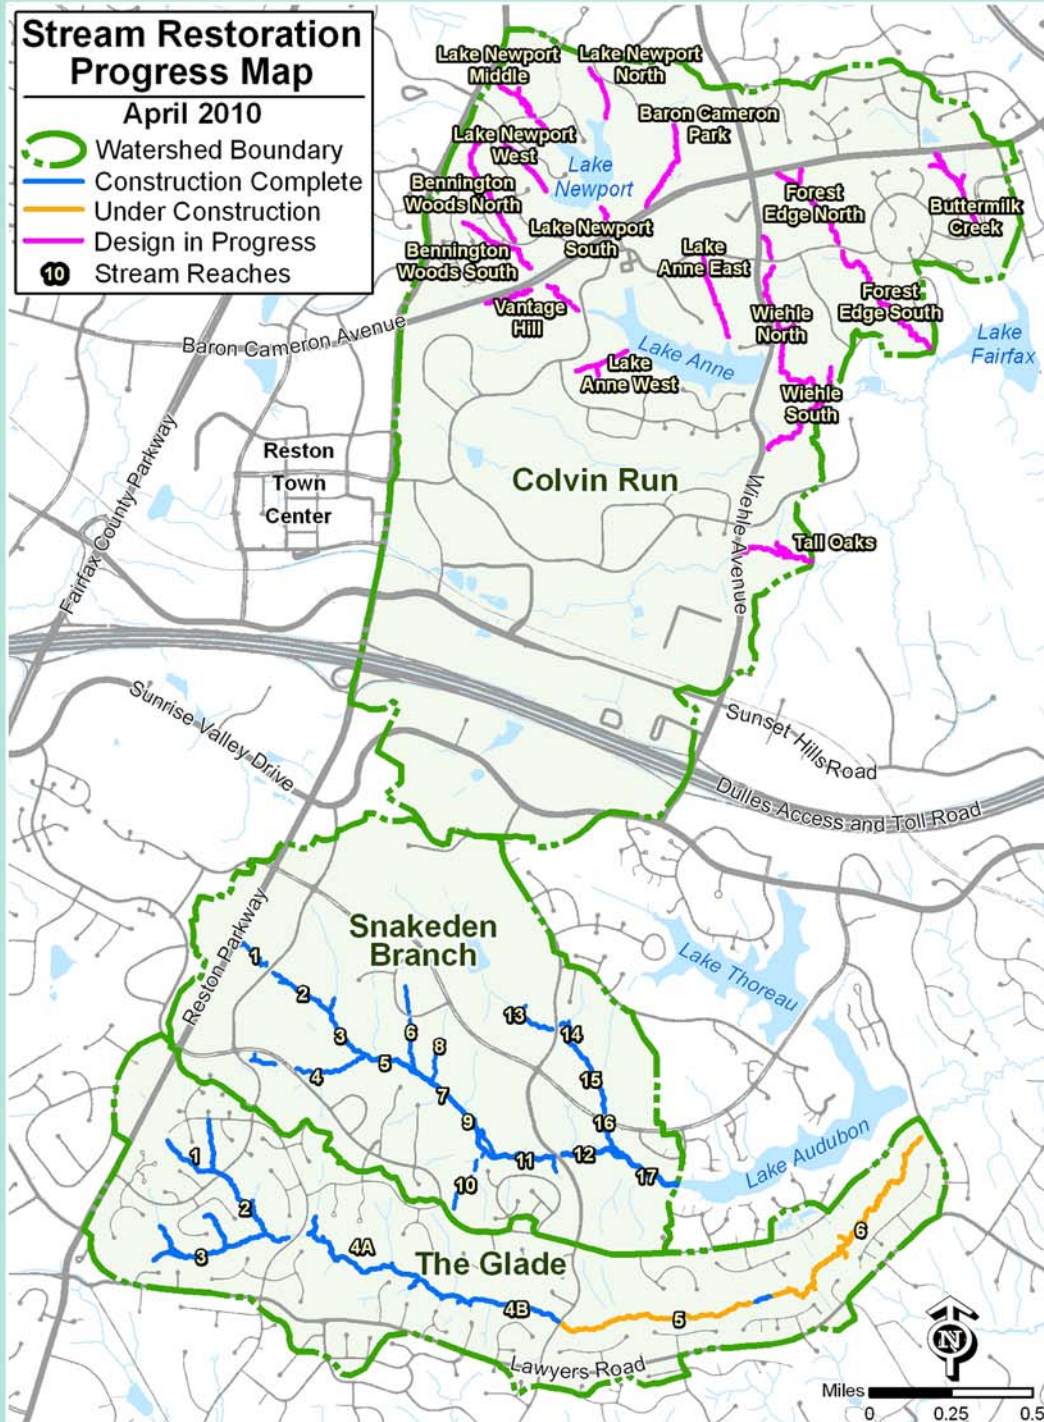 Stream Restoration
Progress Map
April 2010
Watershed Boundary
Construction Complete
Under Construction
Design in Progress
10 Stream Reaches
Lake Newport
Middle
Lake Newport
North
Baron Cameron
Park
Lake Newport
West
Lake
Newport
Bennington
Woods North
Forest
Edge North
Buttermilk
Creek
Lake Newport
South
Bennington
Woods South
Lake
Anne East
Vantage
Hill
Wiehle
North
Forest
Edge South
Lake
Fairfax
Baron Cameron Avenue
Lake Anne
Lake
Anne West
Wiehle
South
Fairfax County Parkway
Reston
Town
Center
Colvin Run
Wiehle Avenue
Tall Oaks
Sunrise Valley Drive
Sunset Hills Road
Dulles Access and Toll Road
Reston Parkway
Snakeden
Branch
Lake Thoreau
1
2
3
4
5
6
8
7
9
10
11
12
13
14
15
16
17
Lake Audubon
1
2
3
4A
The Glade
4B
5
6
Lawyers Road
N
Miles
0 0.25 0.5